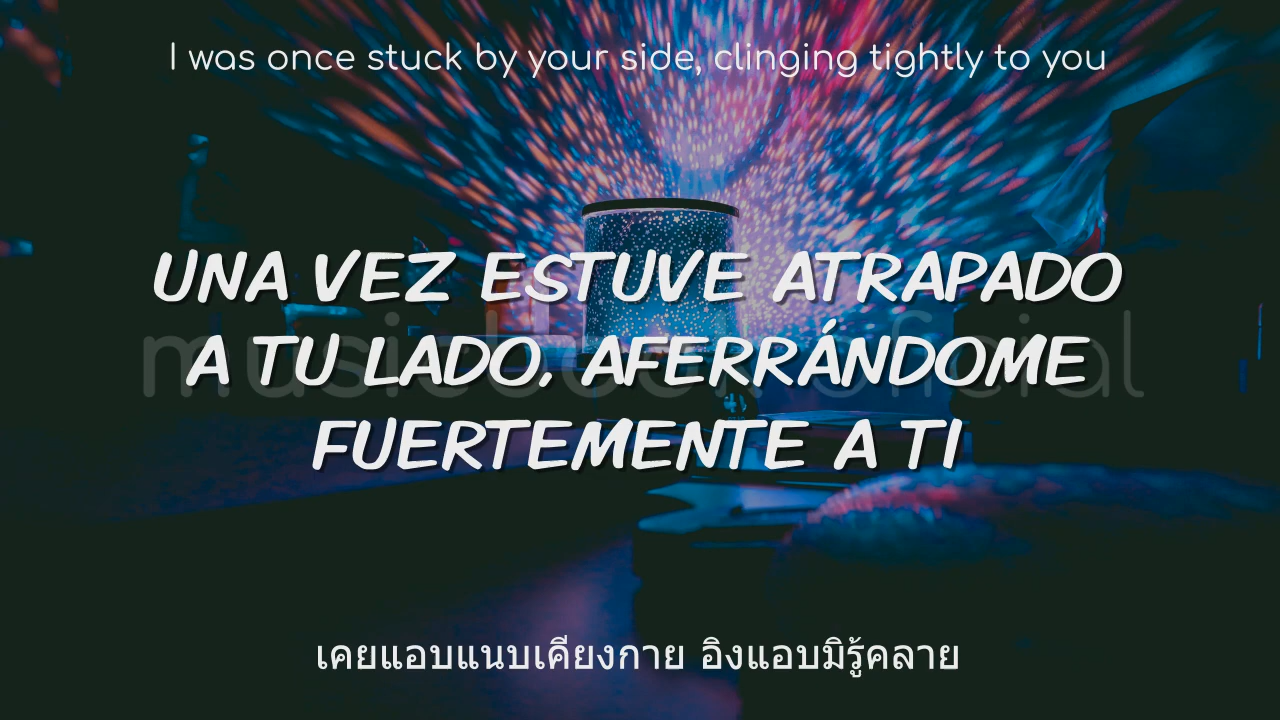 I was once stuck by your side, clinging tightly to you
UNA VEZ ESTUVE ATRAPADO
A TU LADO, AFERRÁNDOME
FUERTEMENTE A TI
เคยแอบแนบเคียงกาย อิงแอบมิรู้คลาย